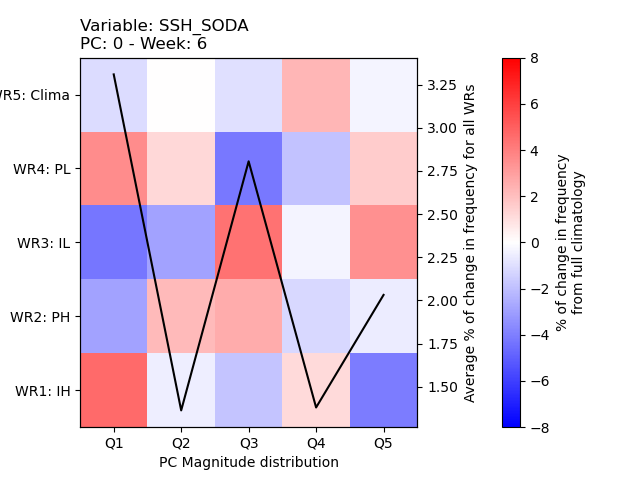 Variable: SSH_SODA
PC: 0 - Week: 6
WR5: Clima
WR4: PL
WR3: IL
WR2: PH
WR1: IH
Q1 Q2 Q3 Q4 Q5
PC Magnitude distribution
3.25
3.00
2.75
2.50
2.25
2.00
1.75
1.50
Average % of change in frequency for all WRs
8
6
4
2
0
−2
−4
−6
−8
% of change in frequency
from full climatology